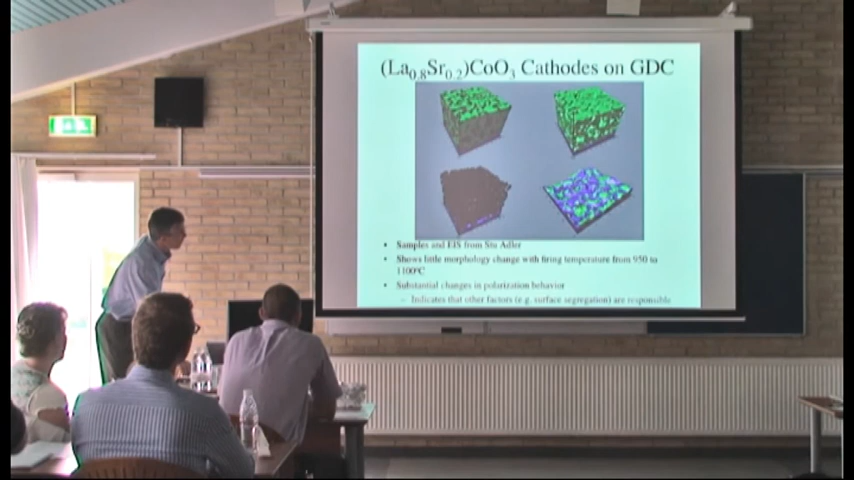 (La0.8Sr0.2)CoO3 Cathodes on GDC
• Samples and EIS from Stu Adler
• Shows little morphology change with firing temperature from 950 to
1100°C
• Substantial changes in polarization behavior
– Indicates that other factors (e.g. surface segregation) are responsible